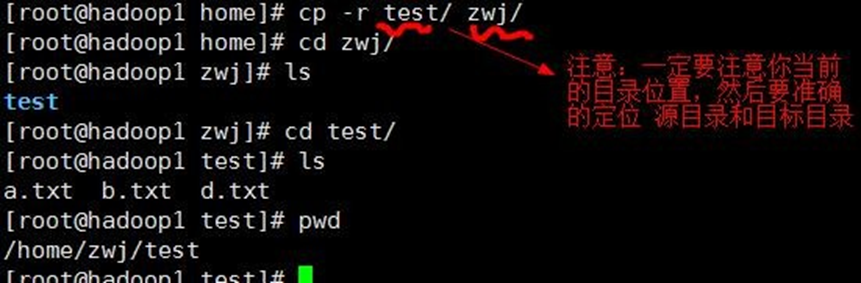 [root@hadoop1 home]# cp -r test/ zwj/
[root@hadoop1 home]# cd zwj/
[root@hadoop1 zwj]# ls
test
[root@hadoop1 zwj]# cd test/
[root@hadoop1 test]# ls
a.txt  b.txt  d.txt
[root@hadoop1 test]# pwd
/home/zwj/test
[root@hadoop1 test]#
注意：一定要注意你当前
的目录位置，然后要准确
的定位 源目录和目标目录